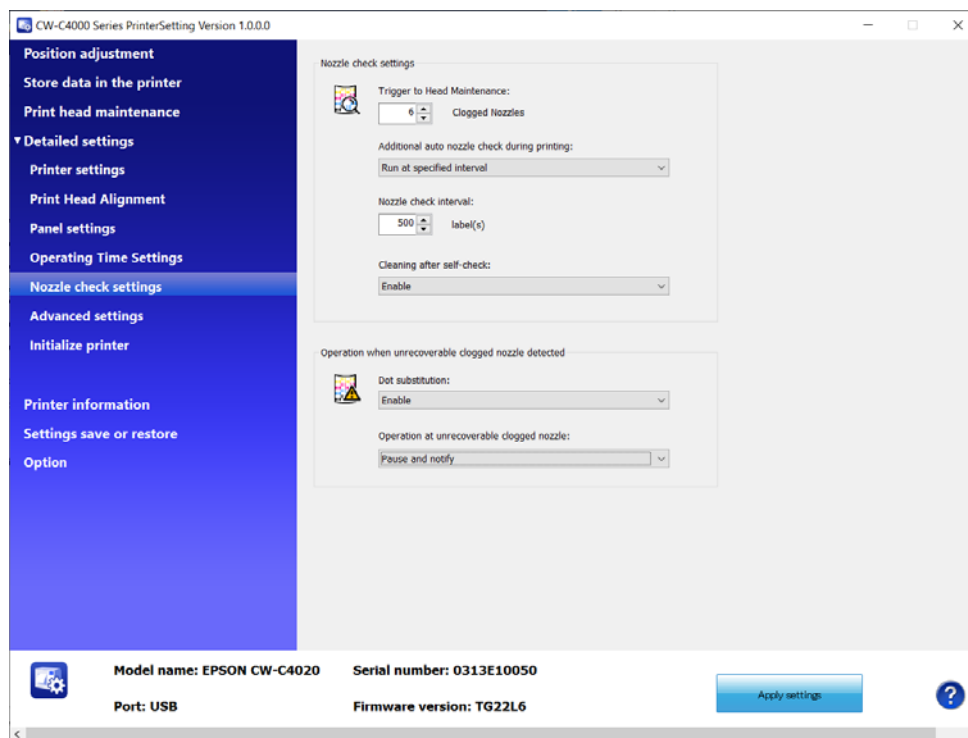 CW-C4000 Series PrinterSetting Version 1.0.0.0
Position adjustment
Store data in the printer
Print head maintenance
Detailed settings
Printer settings
Print Head Alignment
Panel settings
Operating Time Settings
Nozzle check settings
Advanced settings
Initialize printer
Printer information
Settings save or restore
Option
Nozzle check settings
Trigger to Head Maintenance:
6 Clogged Nozzles
Additional auto nozzle check during printing:
Run at specified interval
Nozzle check interval:
500 label(s)
Cleaning after self-check:
Enable
Operation when unrecoverable clogged nozzle detected
Dot substitution:
Enable
Operation at unrecoverable clogged nozzle:
Pause and notify
Model name: EPSON CW-C4020 Serial number: 0313E10050
Port: USB Firmware version: TG22L6
Apply settings
?